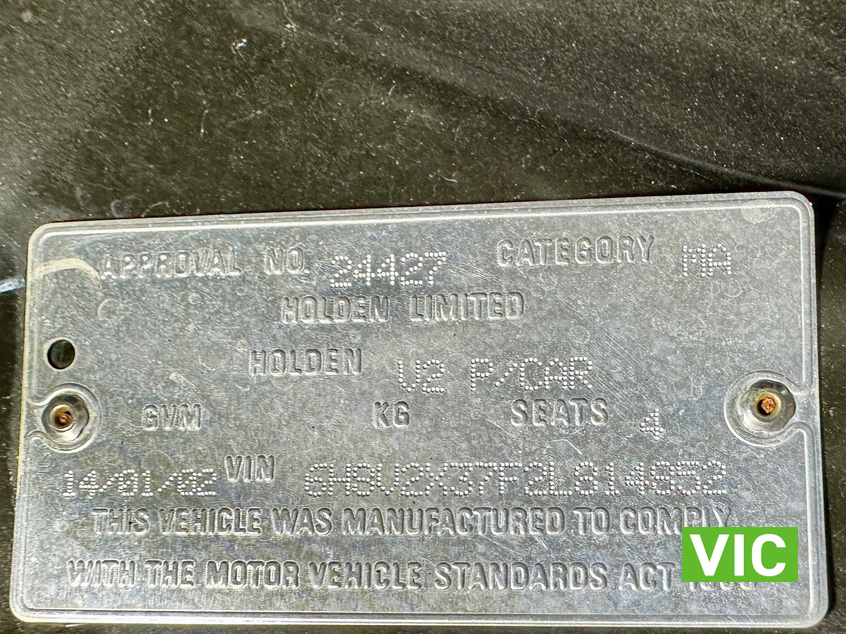 APPROVAL NO. 24427 CATEGORY MA
HOLDEN LIMITED
HOLDEN V2 P/CAR
GVM KG SEATS 4
14/01/02 VIN
THIS VEHICLE WAS MANUFACTURED TO COMPLY
WITH THE MOTOR VEHICLE STANDARDS ACT
VIC